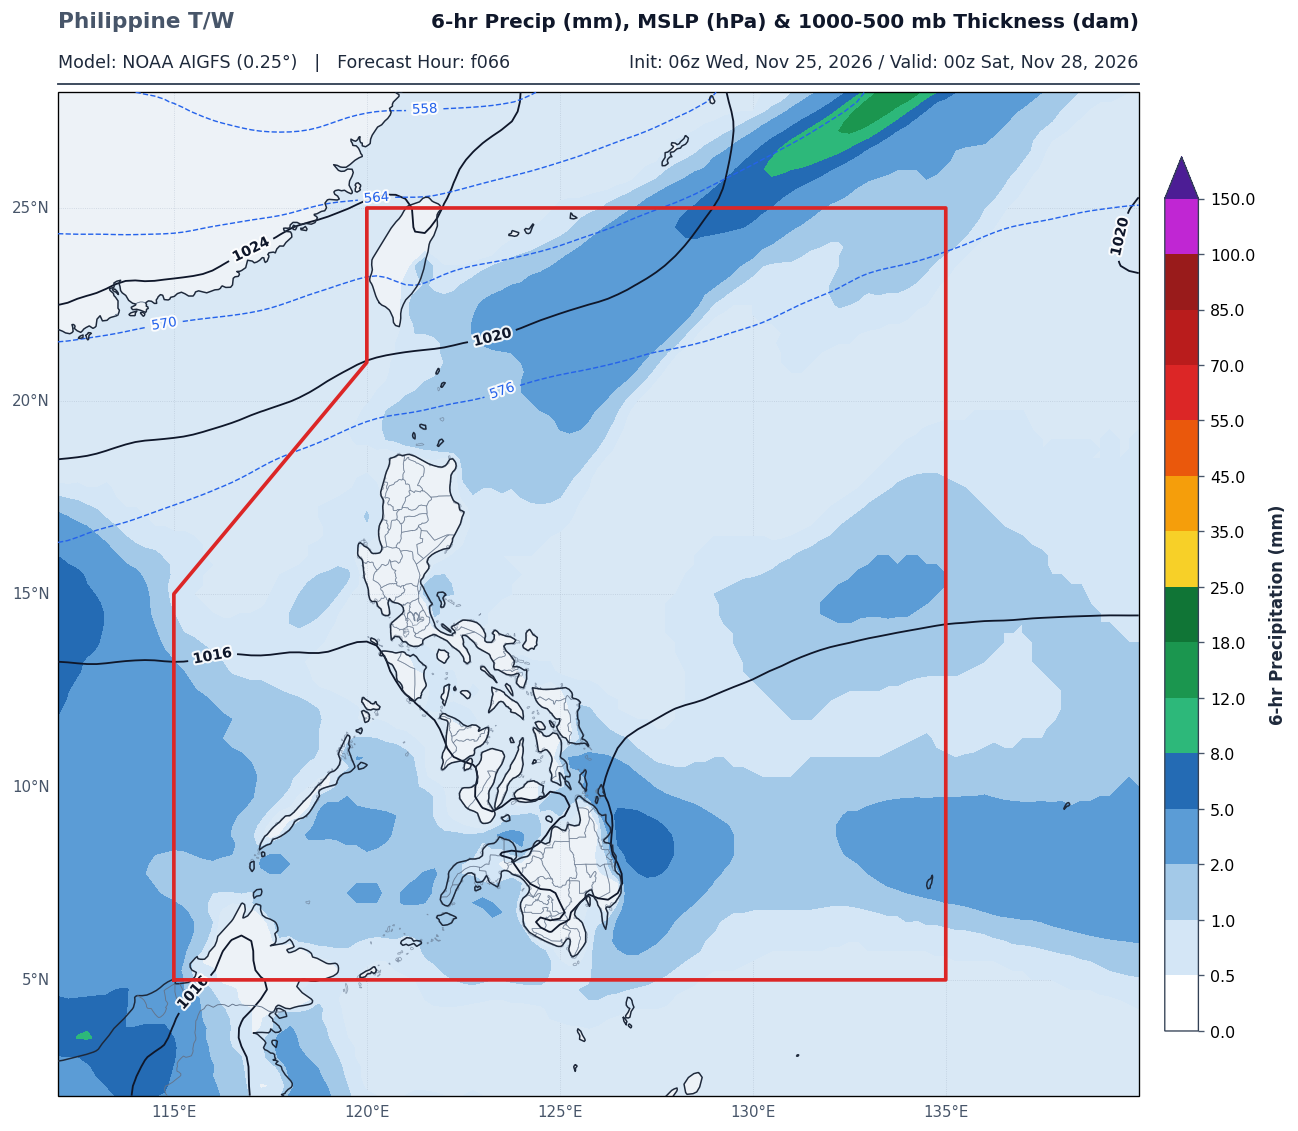 Philippine T/W
6-hr Precip (mm), MSLP (hPa) & 1000-500 mb Thickness (dam)
Model: NOAA AIGFS (0.25°) | Forecast Hour: f066
Init: 06z Wed, Nov 25, 2026 / Valid: 00z Sat, Nov 28, 2026
558
564
570
576
1024
1020
1020
1016
1016
25°N
20°N
15°N
10°N
5°N
115°E
120°E
125°E
130°E
135°E
150.0
100.0
85.0
70.0
55.0
45.0
35.0
25.0
18.0
12.0
8.0
5.0
2.0
1.0
0.5
0.0
6-hr Precipitation (mm)